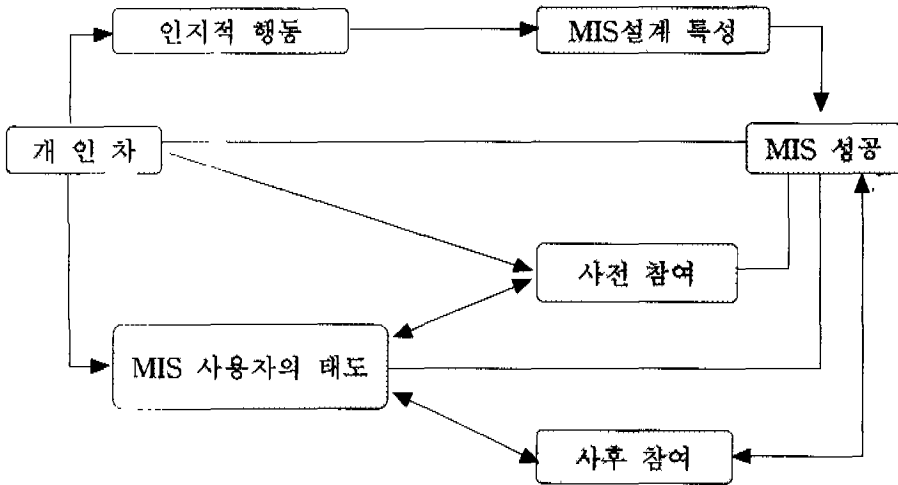 인지적 행동
MIS설계 특성
개 인 차
MIS 성공
사전 참여
MIS 사용자의 태도
사후 참여